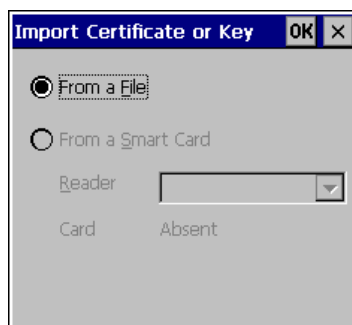 Import Certificate or Key OK ×
From a File
From a Smart Card
Reader
Card Absent